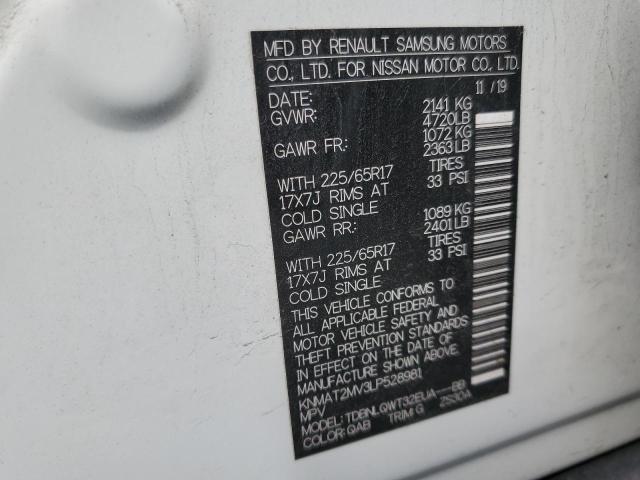 MFD BY RENAULT SAMSUNG MOTORS
CO., LTD. FOR NISSAN MOTOR CO., LTD.
DATE: 11 / 19
GVWR: 2141 KG
4720LB
GAWR FR: 1072 KG
2363 LB
WITH 225/65R17 TIRES
17X7J RIMS AT 33 PSI
COLD SINGLE
GAWR RR: 1089 KG
2401 LB
WITH 225/65R17 TIRES
17X7J RIMS AT 33 PSI
COLD SINGLE
THIS VEHICLE CONFORMS TO
ALL APPLICABLE FEDERAL
MOTOR VEHICLE SAFETY AND
THEFT PREVENTION STANDARDS
IN EFFECT ON THE DATE OF
MANUFACTURE SHOWN ABOVE.
KNMAT2MV3LP528981
MPV
MODEL: TDBNLQWT32EUA---BB
COLOR: QAB TRIM: G ZS30A